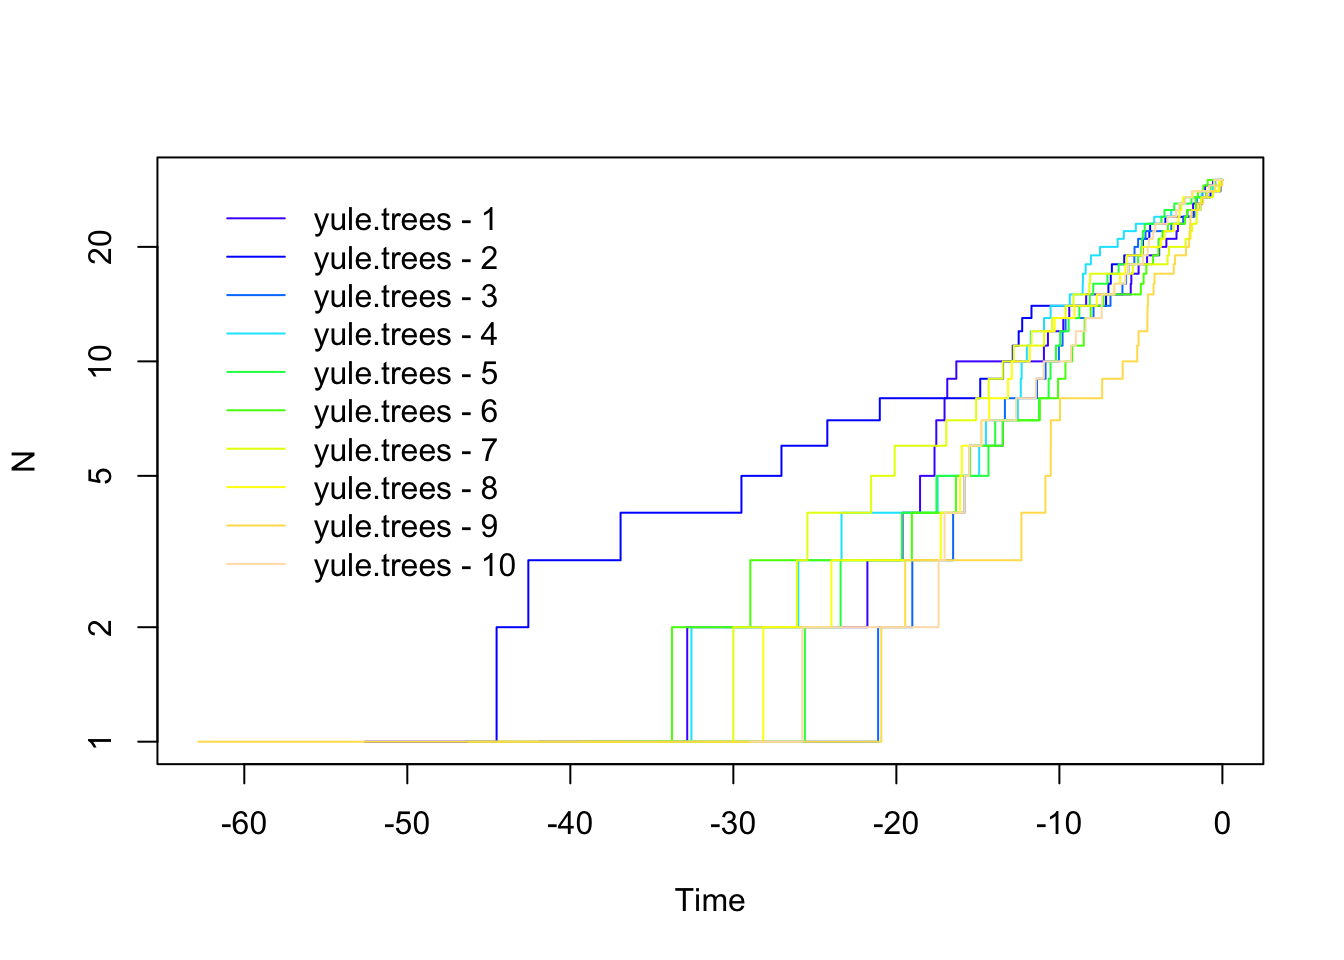 yule.trees - 1
yule.trees - 2
yule.trees - 3
yule.trees - 4
yule.trees - 5
yule.trees - 6
yule.trees - 7
yule.trees - 8
yule.trees - 9
yule.trees - 10
N
20
10
5
2
1
-60 -50 -40 -30 -20 -10 0
Time